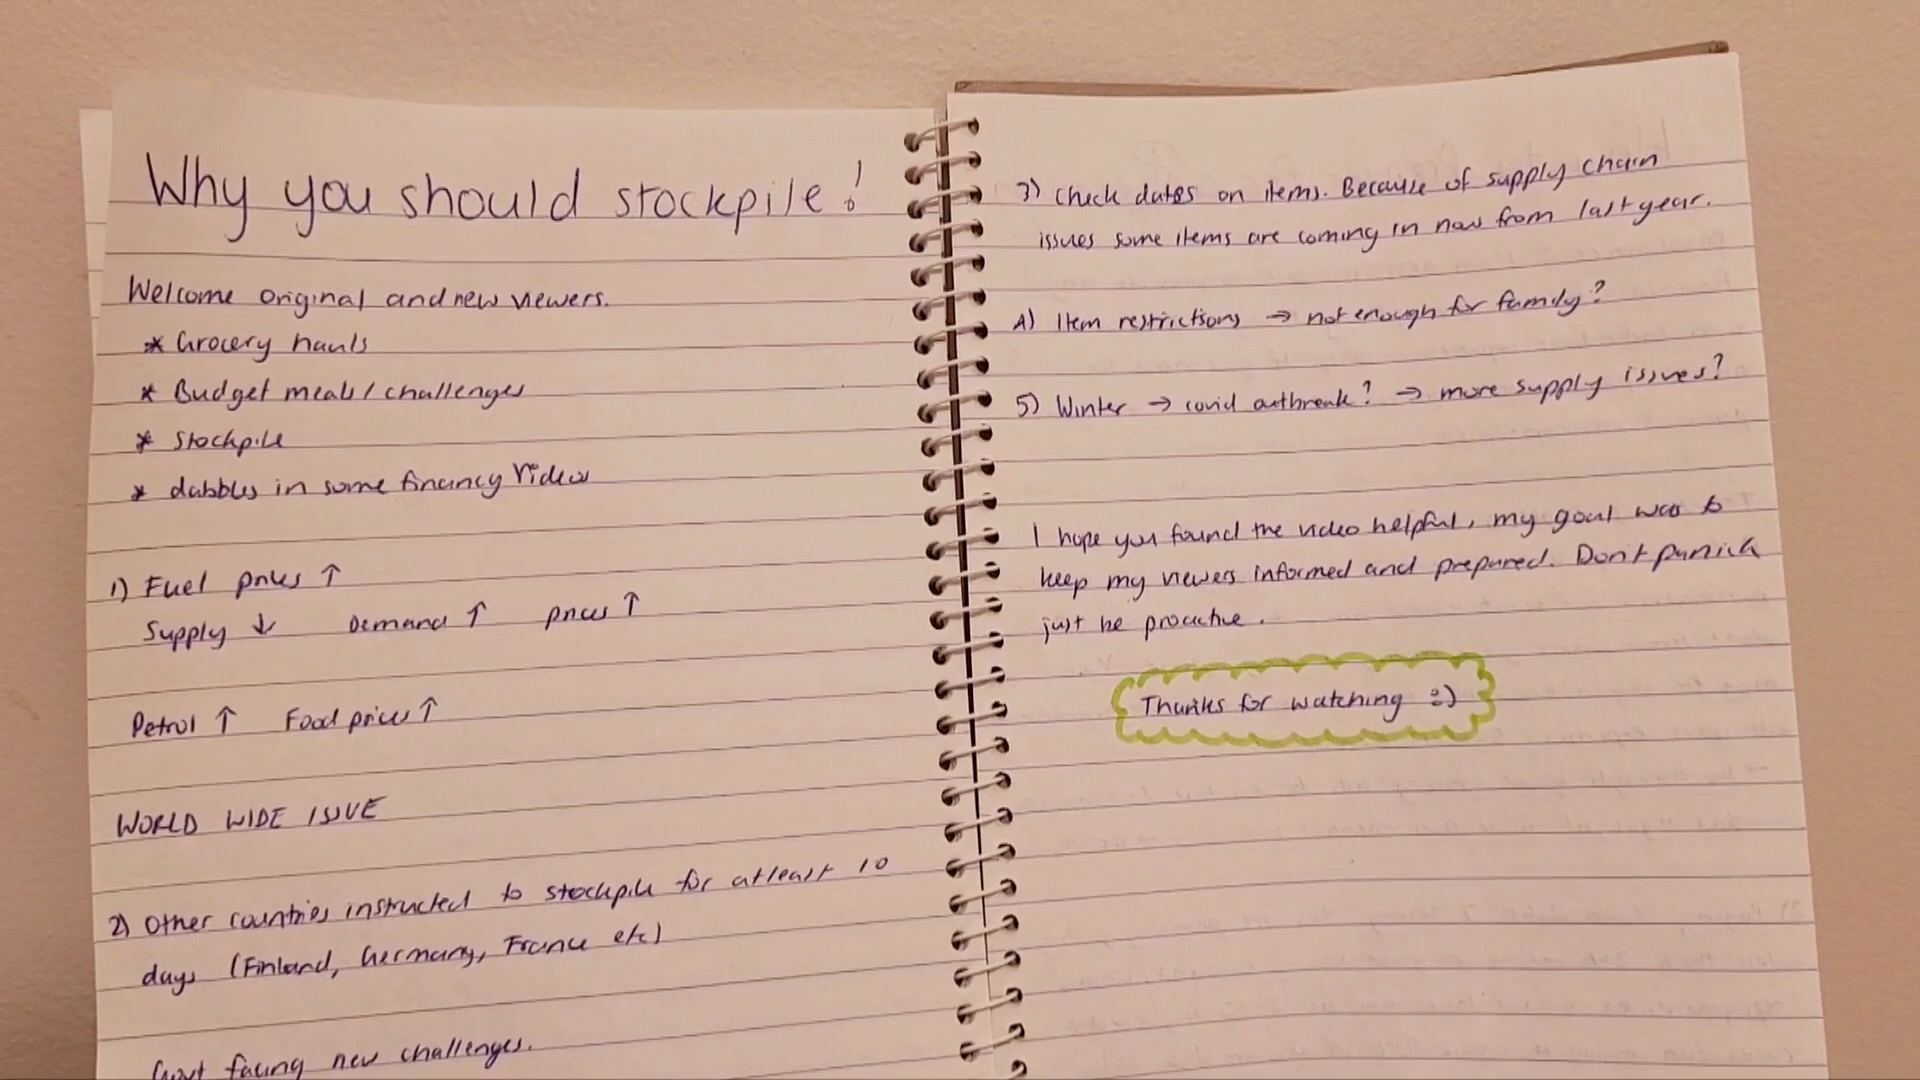 Why you should stockpile!
Welcome original and new viewers.
* Grocery hauls
* Budget meals / challenges
* Stockpile
* dabbles in some financy videos
1) Fuel prices ↑
Supply ↓ Demand ↑ prices ↑
Petrol ↑ Food prices ↑
WORLD WIDE ISSUE
2) Other countries instructed to stockpile for atleast 10
days (Finland, Germany, France etc)
Govt facing new challenges.
3) Check dates on items. Because of supply chain
issues some items are coming in now from last year.
4) Item restrictions → not enough for family?
5) Winter → covid outbreak? → more supply issues?
I hope you found the video helpful, my goal was to
keep my viewers informed and prepared. Don't panick
just be proactive.
Thanks for watching :)